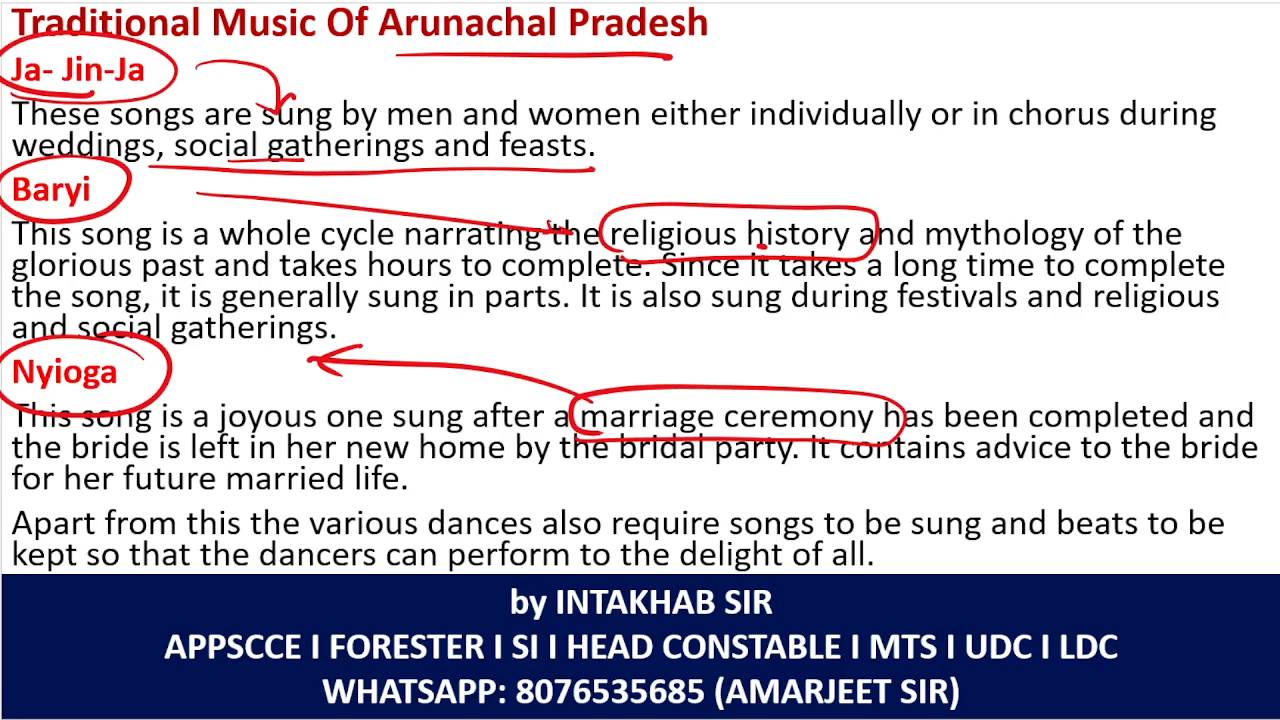 Traditional Music Of Arunachal Pradesh
Ja- Jin-Ja
These songs are sung by men and women either individually or in chorus during
weddings, social gatherings and feasts.
Baryi
This song is a whole cycle narrating the religious history and mythology of the
glorious past and takes hours to complete. Since it takes a long time to complete
the song, it is generally sung in parts. It is also sung during festivals and religious
and social gatherings.
Nyioga
This song is a joyous one sung after a marriage ceremony has been completed and
the bride is left in her new home by the bridal party. It contains advice to the bride
for her future married life.
Apart from this the various dances also require songs to be sung and beats to be
kept so that the dancers can perform to the delight of all.
by INTAKHAB SIR
APPSCCE I FORESTER I SI I HEAD CONSTABLE I MTS I UDC I LDC
WHATSAPP: 8076535685 (AMARJEET SIR)